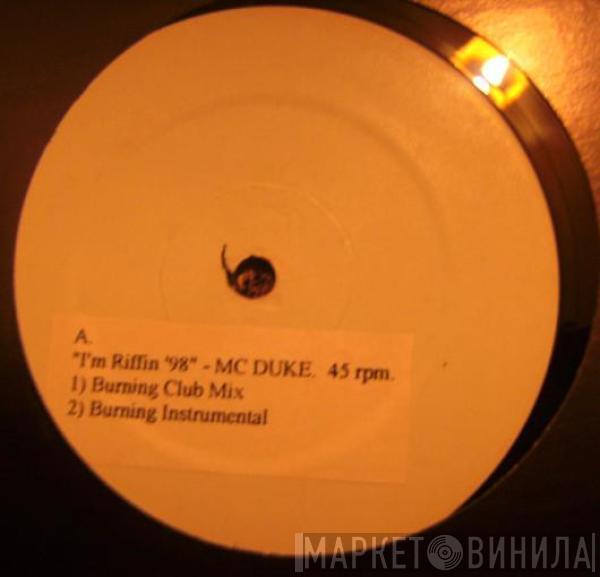 A.
"I'm Riffin '98" - MC DUKE. 45 rpm.
1) Burning Club Mix
2) Burning Instrumental
МАРКЕТ ВИНИЛА